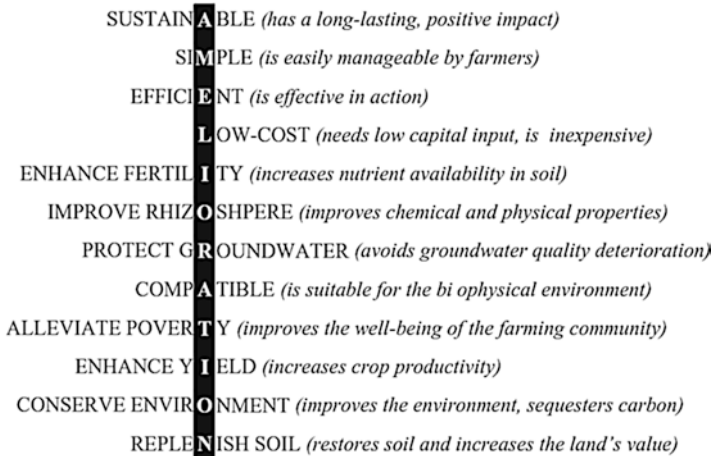 SUSTAINABLE (has a long-lasting, positive impact)
SIMPLE (is easily manageable by farmers)
EFFICIENT (is effective in action)
LOW-COST (needs low capital input, is inexpensive)
ENHANCE FERTILITY (increases nutrient availability in soil)
IMPROVE RHIZOSHPERE (improves chemical and physical properties)
PROTECT GROUNDWATER (avoids groundwater quality deterioration)
COMPATIBLE (is suitable for the bi ophysical environment)
ALLEVIATE POVERTY (improves the well-being of the farming community)
ENHANCE YIELD (increases crop productivity)
CONSERVE ENVIRONMENT (improves the environment, sequesters carbon)
REPLENISH SOIL (restores soil and increases the land's value)